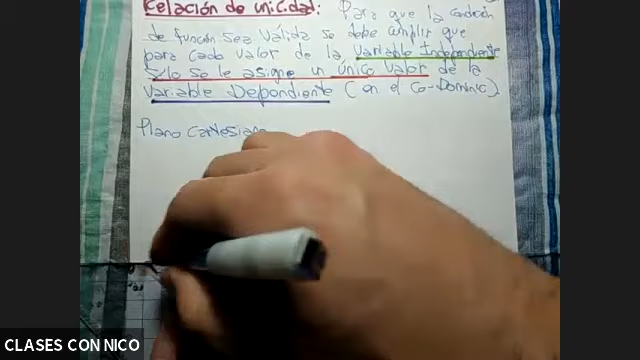 Relación de unicidad: Para que la condición
de función sea Válida se debe cumplir que
para cada valor de la Variable Independiente
sólo se le asigne un único valor de la
Variable Dependiente (en el Co-Dominio).
Plano Cartesiano
CLASES CON NICO